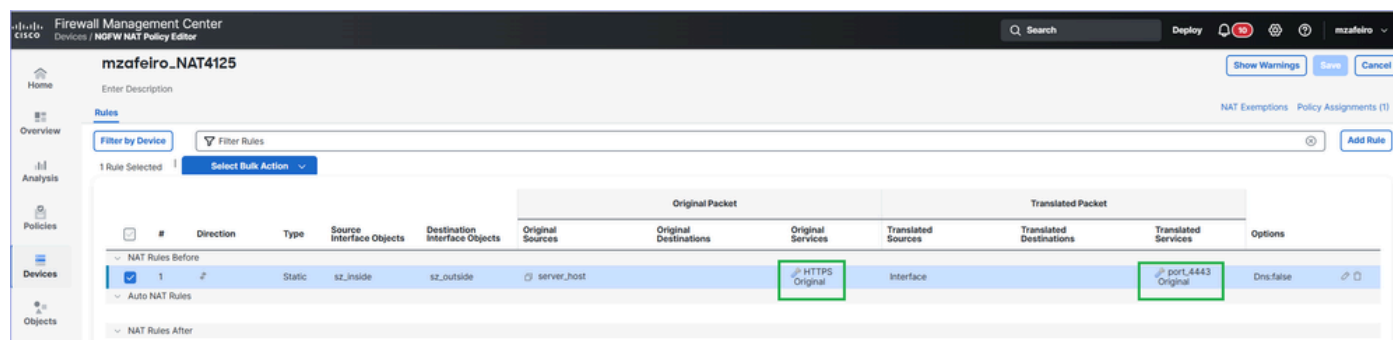 Firewall Management Center
CISCO Devices / NGFW NAT Policy Editor
Search
Deploy 10 mzafeiro
Home
Overview
Analysis
Policies
Devices
Objects
mzafeiro_NAT4125
Show Warnings Save Cancel
Enter Description
Rules
NAT Exemptions Policy Assignments (1)
Filter by Device Filter Rules Add Rule
1 Rule Selected Select Bulk Action
Original Packet Translated Packet
# Direction Type Source Interface Objects Destination Interface Objects Original Sources Original Destinations Original Services Translated Sources Translated Destinations Translated Services Options
NAT Rules Before
1 Static sz_inside sz_outside server_host HTTPS Original Interface port_4443 Original Dns:false
Auto NAT Rules
NAT Rules After